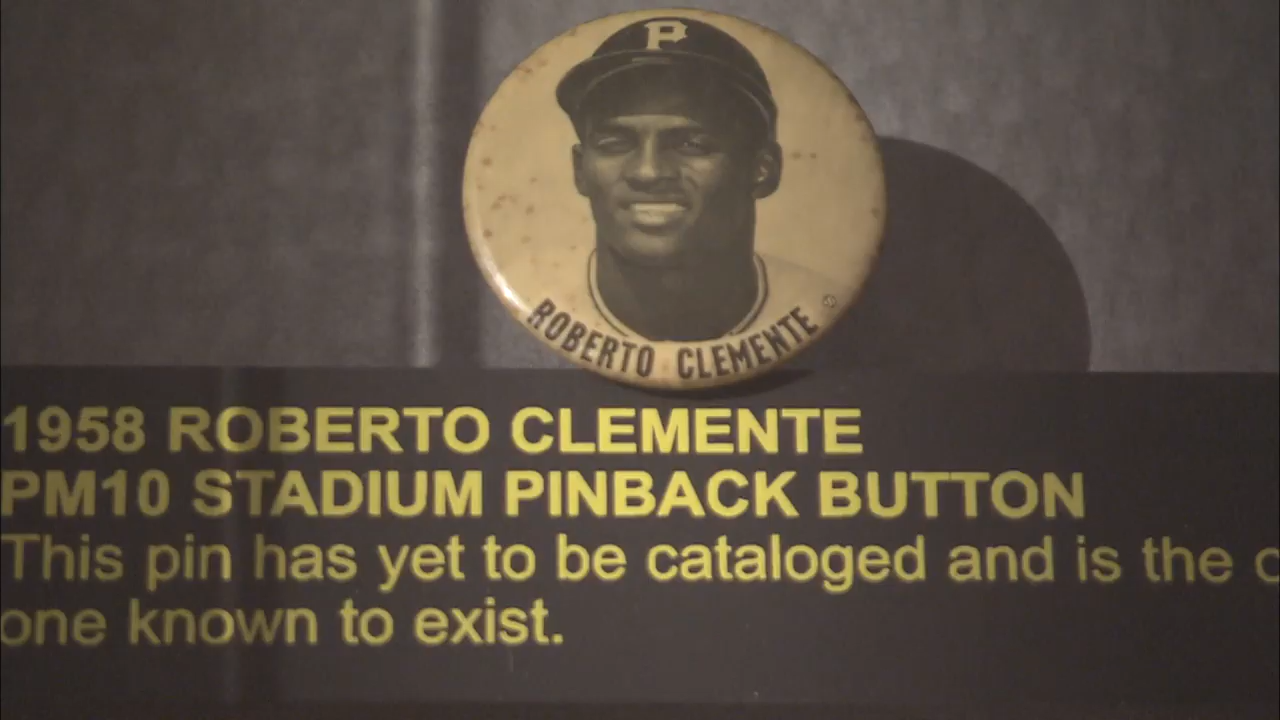 P
ROBERTO CLEMENTE
1958 ROBERTO CLEMENTE
PM10 STADIUM PINBACK BUTTON
This pin has yet to be cataloged and is the
one known to exist.